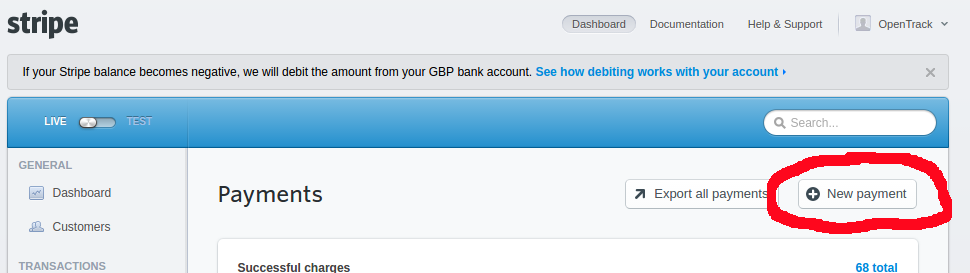 stripe
Dashboard Documentation Help & Support OpenTrack
If your Stripe balance becomes negative, we will debit the amount from your GBP bank account. See how debiting works with your account
LIVE TEST Search...
GENERAL
Dashboard
Customers
TRANSACTIONS
Payments Export all payments New payment
Successful charges 68 total